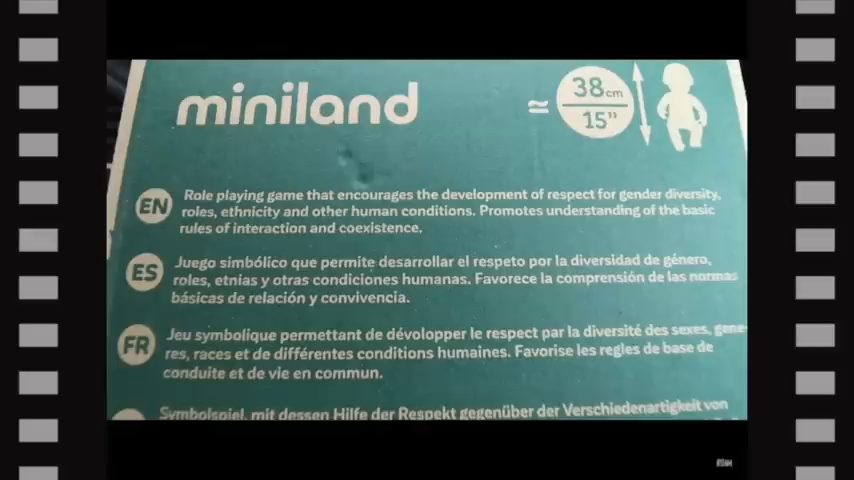 miniland
≈ 38cm
15"
EN
Role playing game that encourages the development of respect for gender diversity,
roles, ethnicity and other human conditions. Promotes understanding of the basic
rules of interaction and coexistence.
ES
Juego simbólico que permite desarrollar el respeto por la diversidad de género,
roles, etnias y otras condiciones humanas. Favorece la comprensión de las normas
básicas de relación y convivencia.
FR
Jeu symbolique permettant de dévolopper le respect par la diversité des sexes, gene-
res, races et de différentes conditions humaines. Favorise les regles de base de
conduite et de vie en commun.
Symbolspiel, mit dessen Hilfe der Respekt gegenüber der Verschiedenartigkeit von